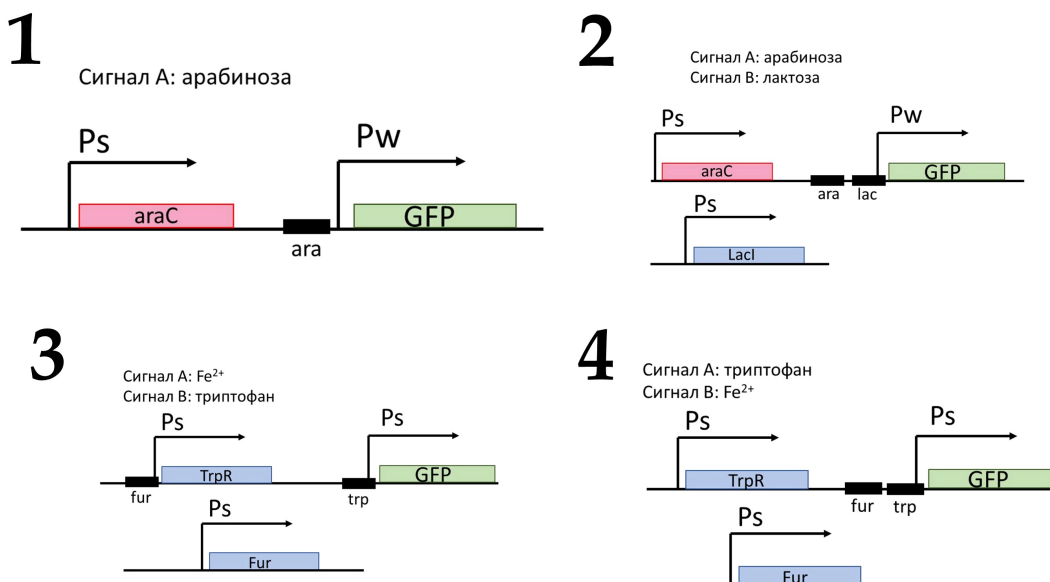 1
Сигнал А: арабиноза
Ps
Pw
araC
GFP
ara
2
Сигнал А: арабиноза
Сигнал В: лактоза
Ps
Pw
araC
GFP
ara
lac
Ps
LacI
3
Сигнал А: Fe²⁺
Сигнал В: триптофан
Ps
Ps
TrpR
GFP
fur
trp
Ps
Fur
4
Сигнал А: триптофан
Сигнал В: Fe²⁺
Ps
Ps
TrpR
GFP
fur
trp
Ps
Fur